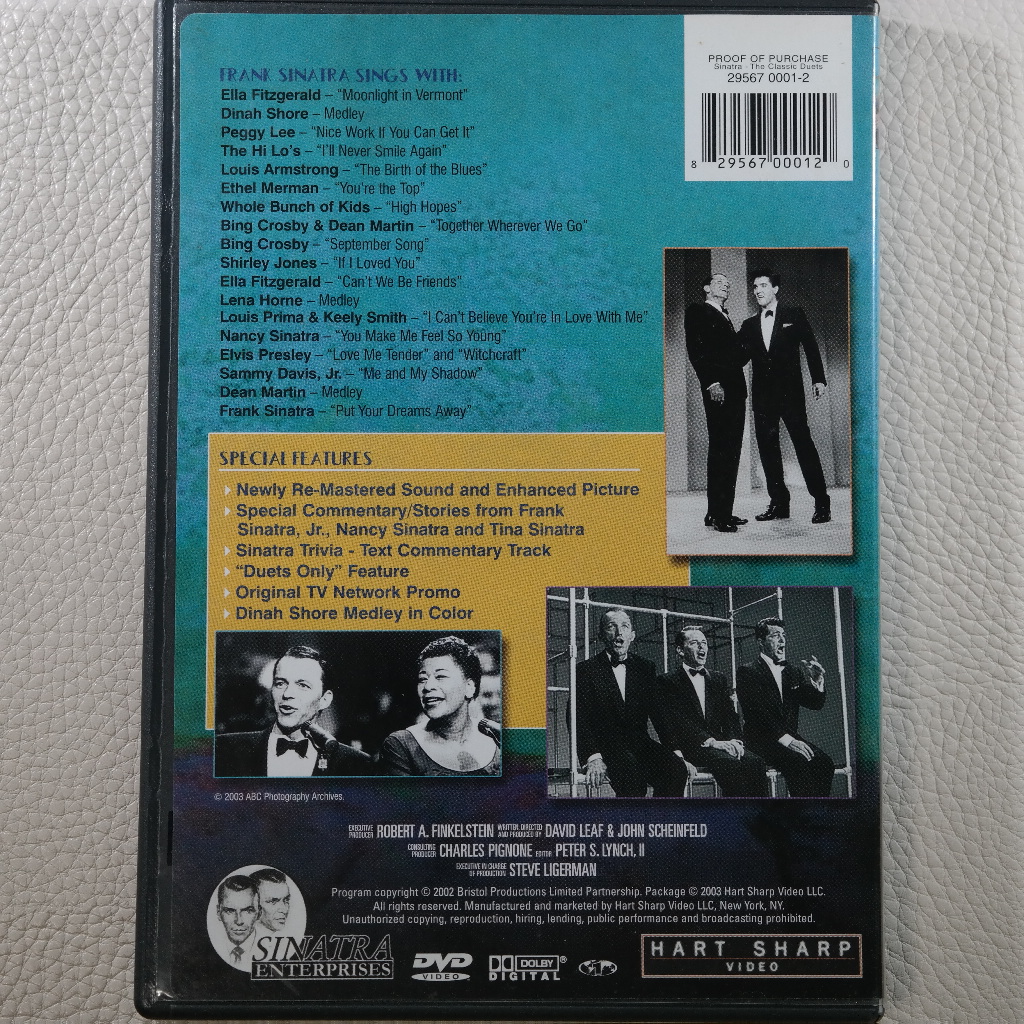 PROOF OF PURCHASE
Sinatra - The Classic Duets
29567 0001-2
8 29567 00012 0
FRANK SINATRA SINGS WITH:
Ella Fitzgerald – “Moonlight in Vermont”
Dinah Shore – Medley
Peggy Lee – “Nice Work If You Can Get It”
The Hi Lo's – “I'll Never Smile Again”
Louis Armstrong – “The Birth of the Blues”
Ethel Merman – “You're the Top”
Whole Bunch of Kids – “High Hopes”
Bing Crosby & Dean Martin – “Together Wherever We Go”
Bing Crosby – “September Song”
Shirley Jones – “If I Loved You”
Ella Fitzgerald – “Can't We Be Friends”
Lena Horne – Medley
Louis Prima & Keely Smith – “I Can't Believe You're In Love With Me”
Nancy Sinatra – “You Make Me Feel So Young”
Elvis Presley – “Love Me Tender” and “Witchcraft”
Sammy Davis, Jr. – “Me and My Shadow”
Dean Martin – Medley
Frank Sinatra – “Put Your Dreams Away”
SPECIAL FEATURES
Newly Re-Mastered Sound and Enhanced Picture
Special Commentary/Stories from Frank
Sinatra, Jr., Nancy Sinatra and Tina Sinatra
Sinatra Trivia - Text Commentary Track
“Duets Only” Feature
Original TV Network Promo
Dinah Shore Medley in Color
© 2003 ABC Photography Archives.
EXECUTIVE PRODUCER ROBERT A. FINKELSTEIN WRITTEN, DIRECTED AND PRODUCED BY DAVID LEAF & JOHN SCHEINFELD
CONSULTING PRODUCER CHARLES PIGNONE EDITOR PETER S. LYNCH, II
EXECUTIVE IN CHARGE OF PRODUCTION STEVE LIGERMAN
Program copyright © 2002 Bristol Productions Limited Partnership. Package © 2003 Hart Sharp Video LLC.
All rights reserved. Manufactured and marketed by Hart Sharp Video LLC, New York, NY.
Unauthorized copying, reproduction, hiring, lending, public performance and broadcasting prohibited.
SINATRA
ENTERPRISES
DVD
VIDEO
DOLBY®
DIGITAL
HART SHARP
VIDEO